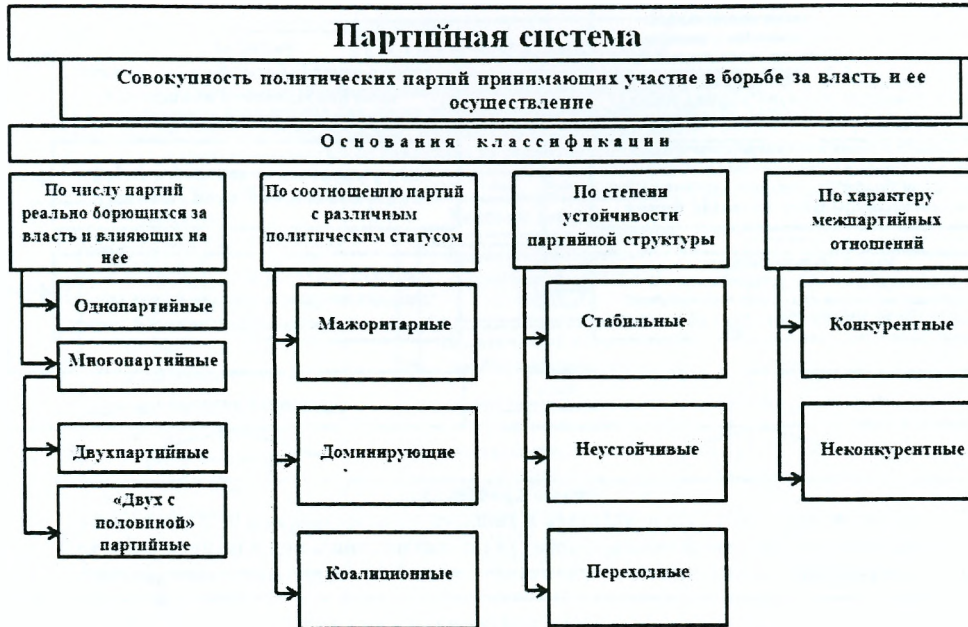 Партийная система
Совокупность политических партий принимающих участие в борьбе за власть и ее
осуществление
Основания классификации
По числу партий
реально борющихся за
власть и влияющих на
нее
Однопартийные
Многопартийные
Двухпартийные
«Двух с
половиной»
партийные
По соотношению партий
с различным
политическим статусом
Мажоритарные
Доминирующие
Коалиционные
По степени
устойчивости
партийной структуры
Стабильные
Неустойчивые
Переходные
По характеру
межпартийных
отношений
Конкурентные
Неконкурентные